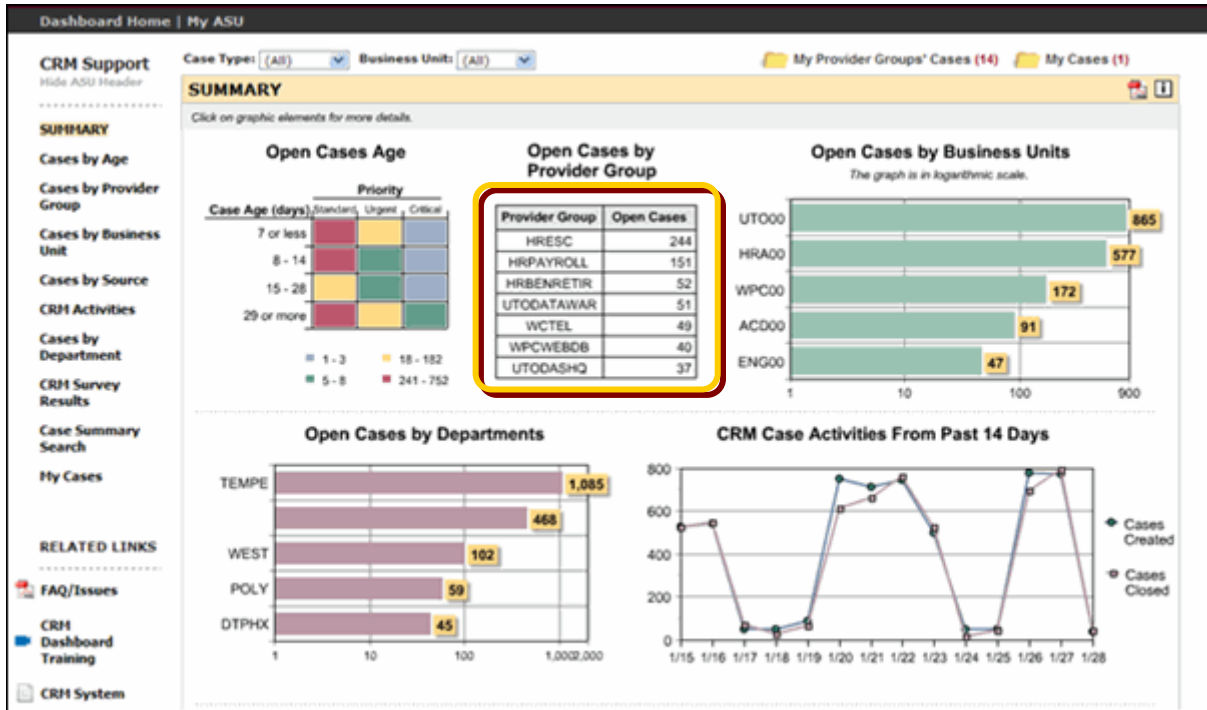 Dashboard Home | My ASU
CRM Support
Hide ASU Header
SUMMARY
Cases by Age
Cases by Provider
Group
Cases by Business
Unit
Cases by Source
CRM Activities
Cases by
Department
CRM Survey
Results
Case Summary
Search
My Cases
RELATED LINKS
FAQ/Issues
CRM
Dashboard
Training
CRM System
Case Type: (All) Business Unit: (All) My Provider Groups' Cases (14) My Cases (1)
SUMMARY
Click on graphic elements for more details.
Open Cases Age
Priority
Case Age (days) Standard Urgent Critical
7 or less
8 - 14
15 - 28
29 or more
1 - 3 18 - 182
5 - 8 241 - 752
Open Cases by
Provider Group
Provider Group Open Cases
HRESC 244
HRPAYROLL 151
HRBENRETIR 52
UTODATAWAR 51
WCTEL 49
WPCWEBDB 40
UTODASHQ 37
Open Cases by Business Units
The graph is in logarithmic scale.
UTO00 865
HRA00 577
WPC00 172
ACD00 91
ENG00 47
1 10 100 900
Open Cases by Departments
TEMPE 1,085
468
WEST 102
POLY 59
DTPHX 45
1 10 100 1,000 2,000
CRM Case Activities From Past 14 Days
800
600
400
200
0
1/15 1/16 1/17 1/18 1/19 1/20 1/21 1/22 1/23 1/24 1/25 1/26 1/27 1/28
Cases
Created
Cases
Closed